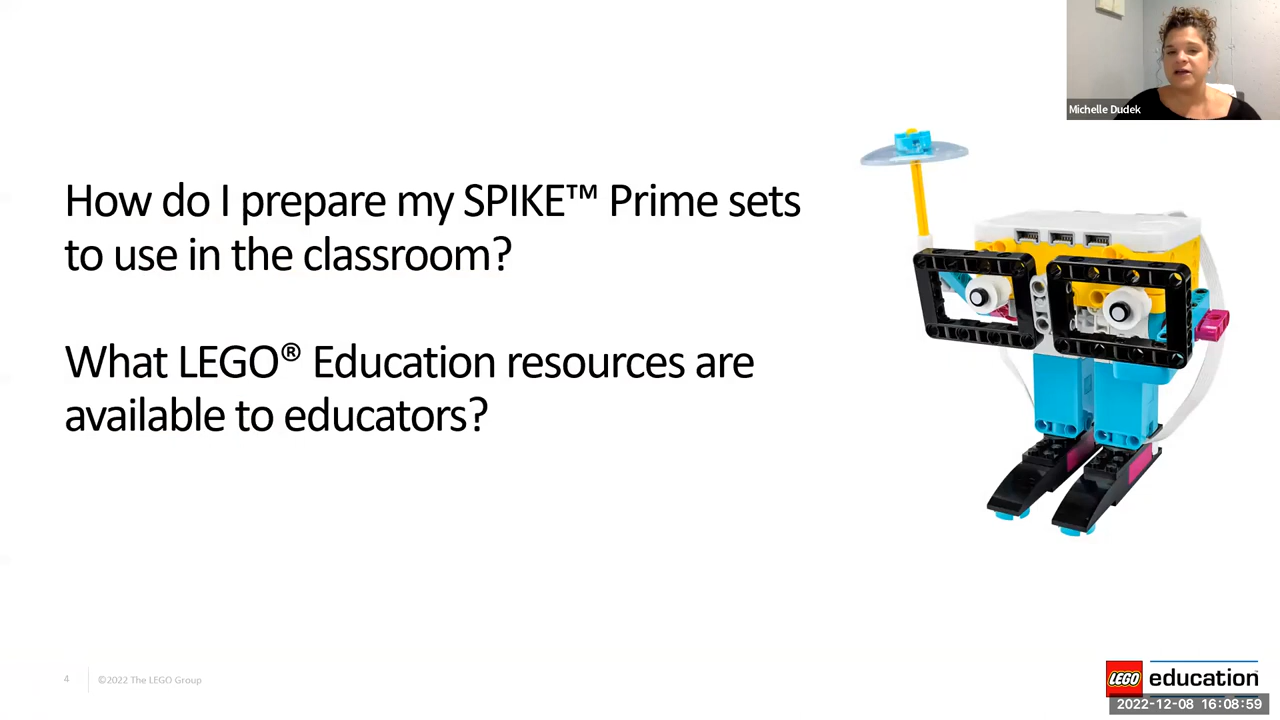 Michelle Dudek
How do I prepare my SPIKE™ Prime sets
to use in the classroom?
What LEGO® Education resources are
available to educators?
4
©2022 The LEGO Group
LEGO education™
2022-12-08 16:08:59